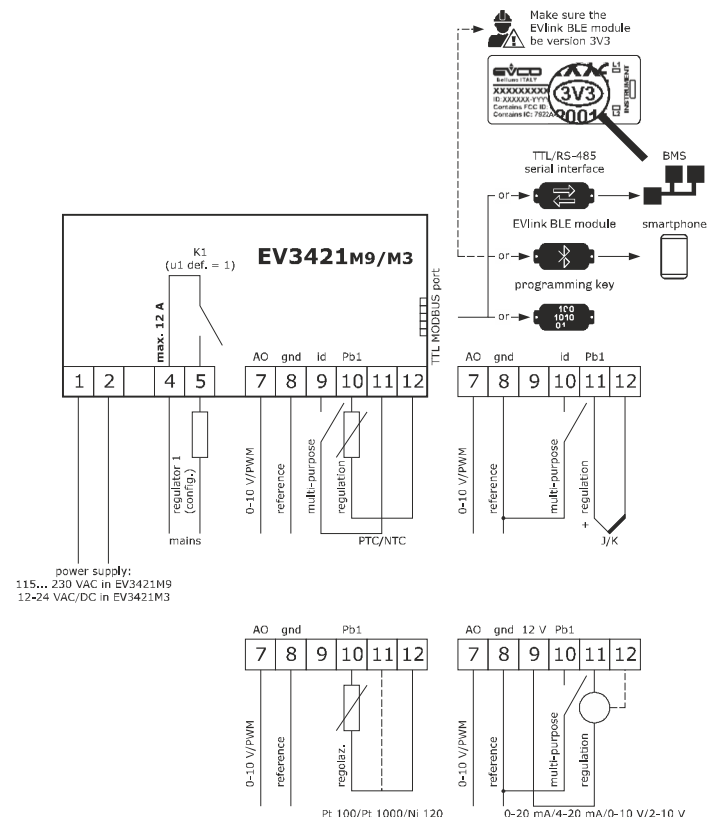 Make sure the
EVlink BLE module
be version 3V3
EVCO
Belluno ITALY
3V3
INSTRUMENT
TTL/RS-485
serial interface
BMS
or
EVlink BLE module
smartphone
or
programming key
or
100
1010
01
K1
(u1 def. = 1)
EV3421M9/M3
max. 12 A
TTL MODBUS port
AO gnd id Pb1
1 2 4 5 7 8 9 10 11 12
regulator 1
(config.)
mains
0-10 V/PWM
reference
multi-purpose
regulation
PTC/NTC
power supply:
115... 230 VAC in EV3421M9
12-24 VAC/DC in EV3421M3
AO gnd id Pb1
7 8 9 10 11 12
0-10 V/PWM
reference
multi-purpose
+ regulation
J/K
AO gnd Pb1
7 8 9 10 11 12
0-10 V/PWM
reference
regolaz.
Pt 100/Pt 1000/Ni 120
AO gnd 12 V Pb1
7 8 9 10 11 12
0-10 V/PWM
reference
multi-purpose
regulation
0-20 mA/4-20 mA/0-10 V/2-10 V